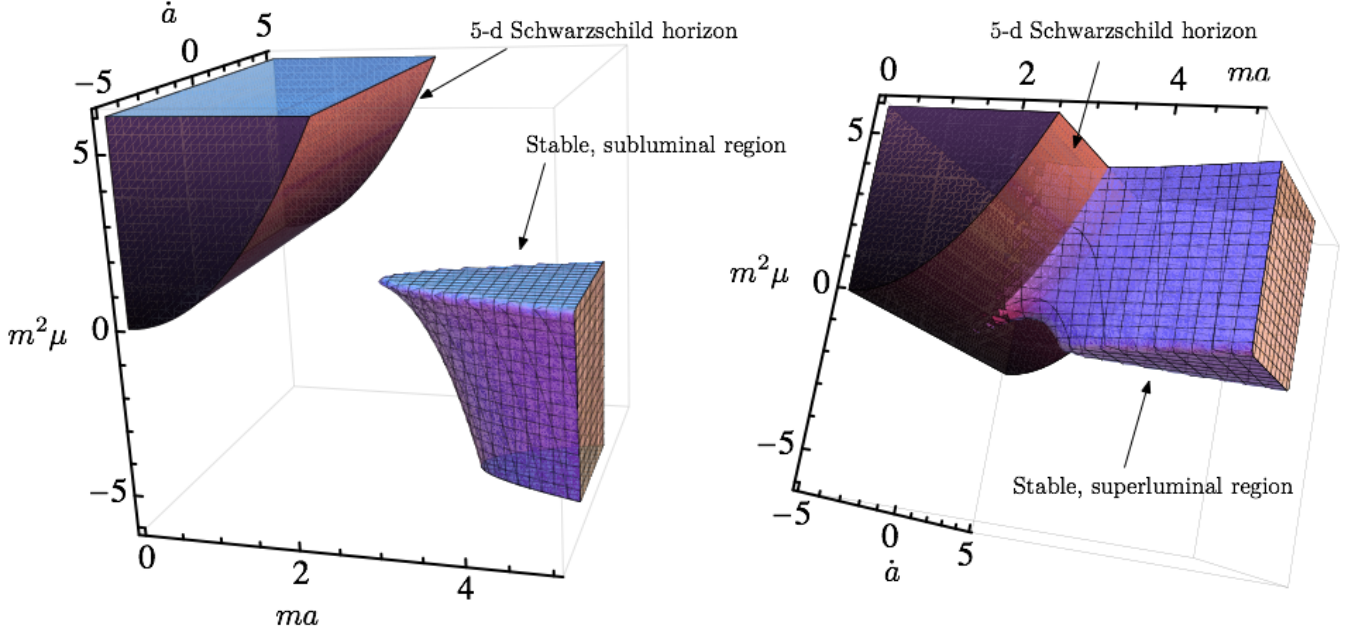 ȧ
5
0
−5
5-d Schwarzschild horizon
Stable, subluminal region
5
m²μ
0
−5
0
2
4
ma
5-d Schwarzschild horizon
0
2
4
ma
5
m²μ
0
−5
Stable, superluminal region
−5
0
5
ȧ